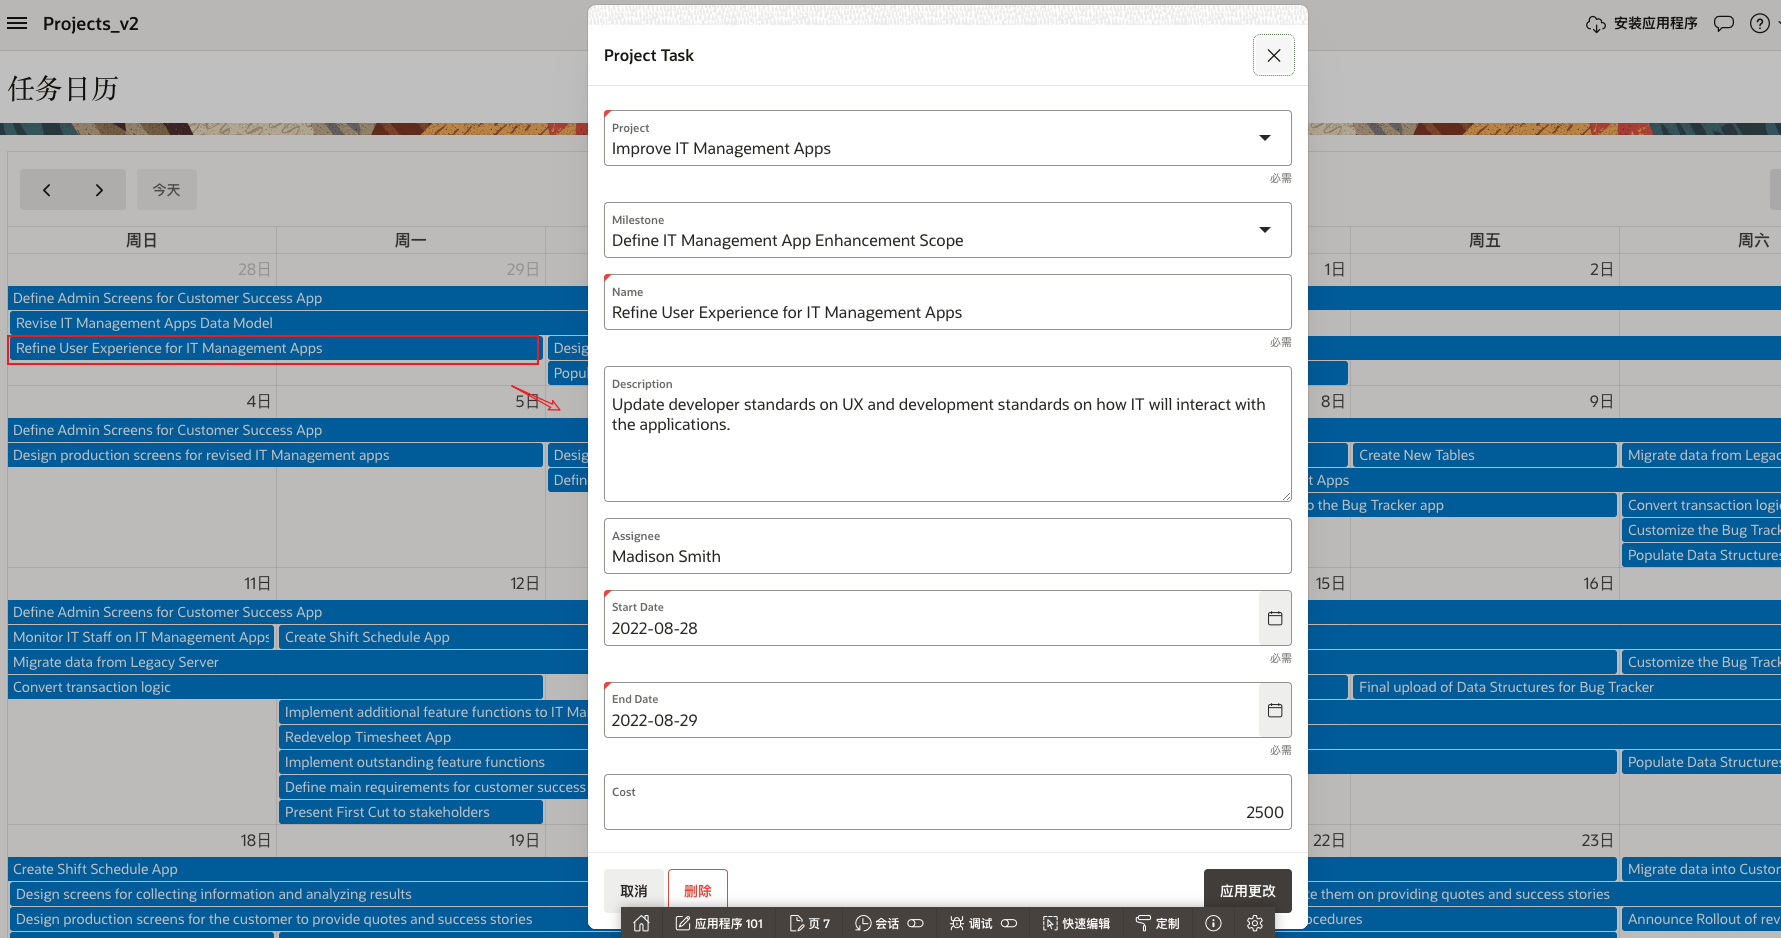 Projects_v2
安装应用程序
任务日历
今天
周日
周一
周五
周六
28日
29日
1日
2日
Define Admin Screens for Customer Success App
Revise IT Management Apps Data Model
Refine User Experience for IT Management Apps
4日
5日
8日
9日
Define Admin Screens for Customer Success App
Design production screens for revised IT Management apps
Create New Tables
t Apps
the Bug Tracker app
11日
12日
15日
16日
Define Admin Screens for Customer Success App
Monitor IT Staff on IT Management Apps
Create Shift Schedule App
Migrate data from Legacy Server
Convert transaction logic
Final upload of Data Structures for Bug Tracker
Implement additional feature functions to IT Ma
Redevelop Timesheet App
Implement outstanding feature functions
Define main requirements for customer success
Present First Cut to stakeholders
18日
19日
22日
23日
Create Shift Schedule App
Design screens for collecting information and analyzing results
te them on providing quotes and success stories
Design production screens for the customer to provide quotes and success stories
Migrate data from Legac
Convert transaction logi
Customize the Bug Track
Populate Data Structures
Customize the Bug Track
Populate Data Structures
Migrate data into Custor
ocedures
Announce Rollout of rev
Project Task
Project
Improve IT Management Apps
必需
Milestone
Define IT Management App Enhancement Scope
Name
Refine User Experience for IT Management Apps
必需
Description
Update developer standards on UX and development standards on how IT will interact with
the applications.
Assignee
Madison Smith
Start Date
2022-08-28
必需
End Date
2022-08-29
必需
Cost
2500
取消
删除
应用更改
应用程序 101
页 7
会话
调试
快速编辑
定制